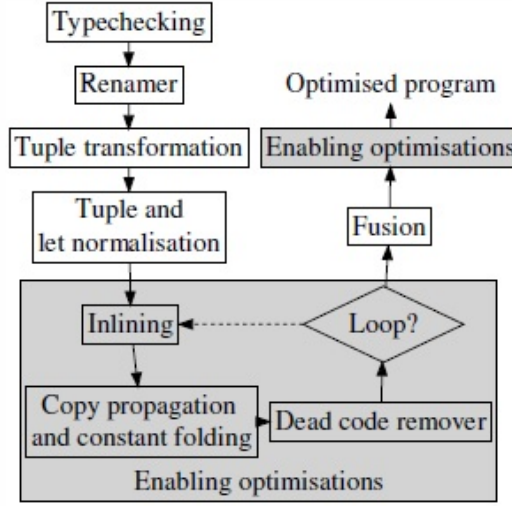 Typechecking
Renamer
Tuple transformation
Tuple and
let normalisation
Optimised program
Enabling optimisations
Fusion
Inlining
Loop?
Copy propagation
and constant folding
Dead code remover
Enabling optimisations